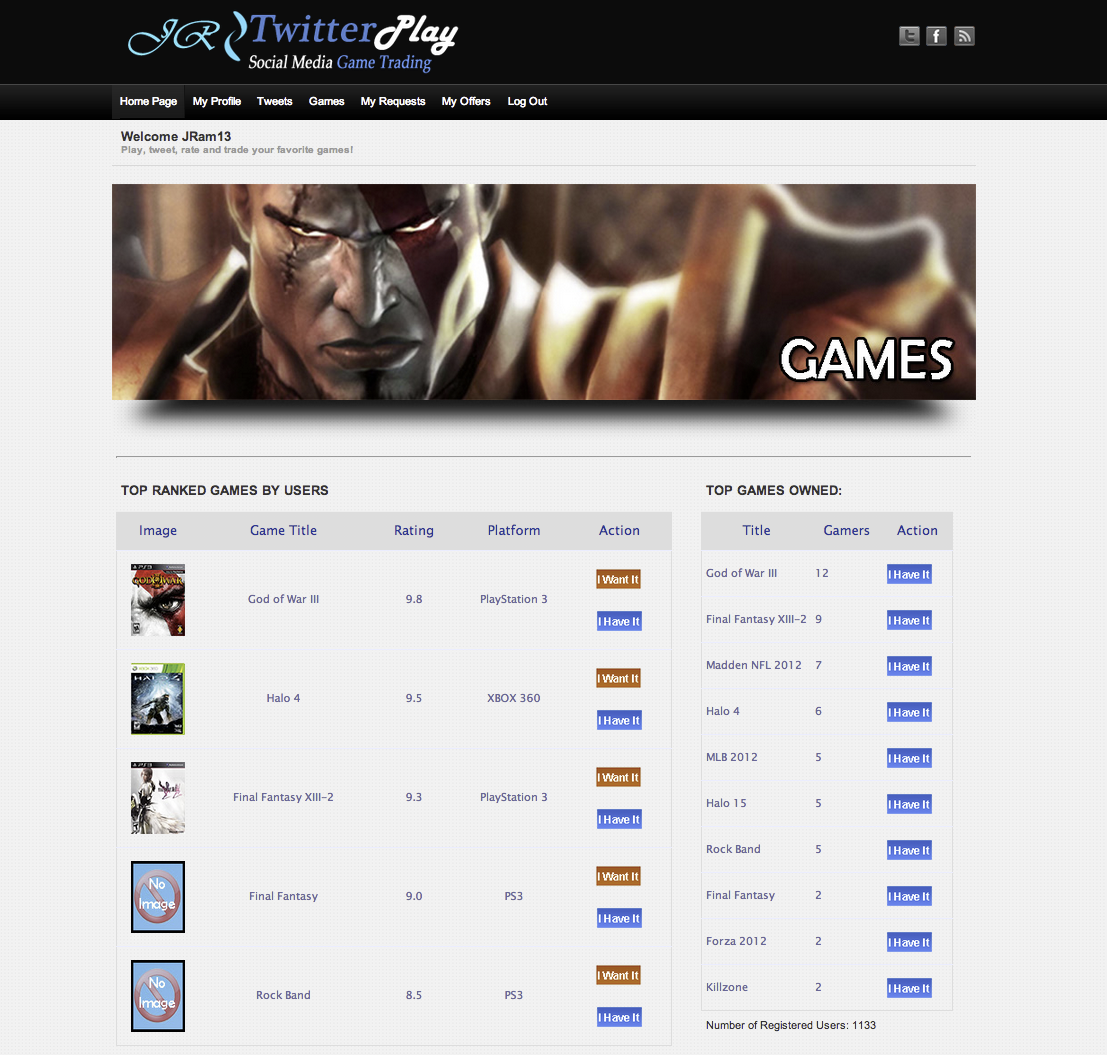 JR TwitterPlay
Social Media Game Trading
Home Page My Profile Tweets Games My Requests My Offers Log Out
Welcome JRam13
Play, tweet, rate and trade your favorite games!
GAMES
TOP RANKED GAMES BY USERS
Image Game Title Rating Platform Action
GOD OF WAR
God of War III 9.8 PlayStation 3
I Want It
I Have It
HALO 4
Halo 4 9.5 XBOX 360
I Want It
I Have It
Final Fantasy XIII-2 9.3 PlayStation 3
I Want It
I Have It
No Image
Final Fantasy 9.0 PS3
I Want It
I Have It
No Image
Rock Band 8.5 PS3
I Want It
I Have It
TOP GAMES OWNED:
Title Gamers Action
God of War III 12 I Have It
Final Fantasy XIII-2 9 I Have It
Madden NFL 2012 7 I Have It
Halo 4 6 I Have It
MLB 2012 5 I Have It
Halo 15 5 I Have It
Rock Band 5 I Have It
Final Fantasy 2 I Have It
Forza 2012 2 I Have It
Killzone 2 I Have It
Number of Registered Users: 1133